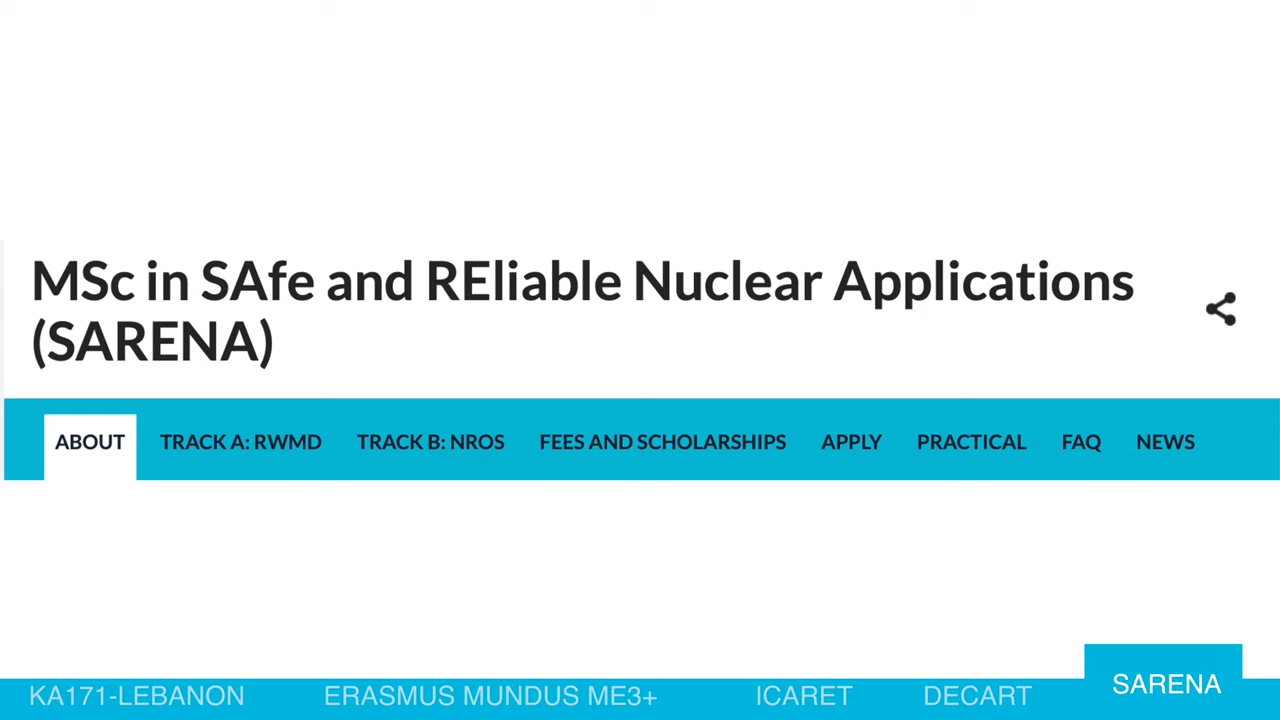 MSc in SAfe and REliable Nuclear Applications
(SARENA)
ABOUT TRACK A: RWMD TRACK B: NROS FEES AND SCHOLARSHIPS APPLY PRACTICAL FAQ NEWS
KA171-LEBANON ERASMUS MUNDUS ME3+ ICARET DECART SARENA